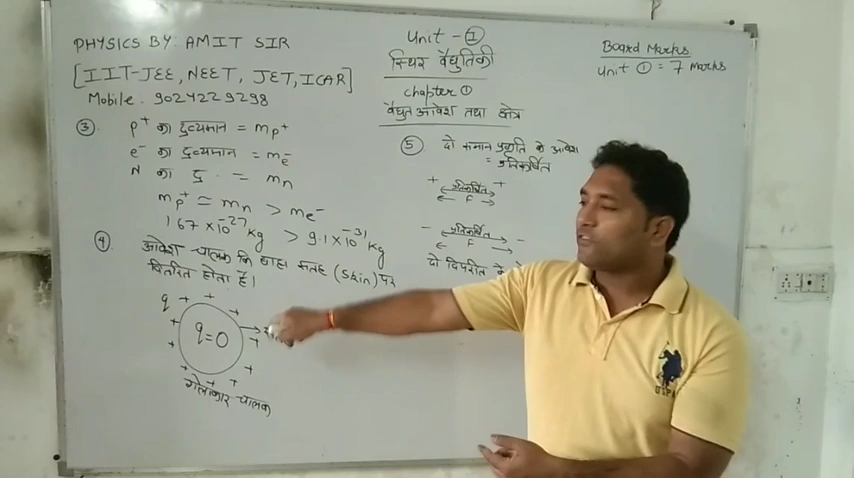 PHYSICS BY: AMIT SIR
[IIT-JEE, NEET, JET, ICAR]
Mobile. 9024229298
Unit - ①
स्थिर वैद्युतिकी
chapter ①
वैद्युत आवेश तथा क्षेत्र
Board Marks
Unit ① = 7 Marks
③. p⁺ का द्रव्यमान = mp⁺
e⁻ का द्रव्यमान = me⁻
N का द्र. = mn
mp⁺ ≃ mn > me⁻
1.67 × 10⁻²⁷ kg > 9.1 × 10⁻³¹ kg
④. आवेश चालक कि बाह्य सतह (skin) पर
वितरित होता है।
q + + +
+ q=0 +
+ + + + +
गोलाकार चालक
⑤ दो समान प्रकृति के आवेश
= प्रतिकर्षित
+ प्रतिकर्षित +
F
- प्रतिकर्षित -
F
दो विपरीत के
USPA